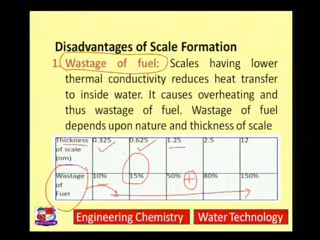 Disadvantages of Scale Formation
1. Wastage of fuel: Scales having lower
thermal conductivity reduces heat transfer
to inside water. It causes overheating and
thus wastage of fuel. Wastage of fuel
depends upon nature and thickness of scale
Thickness of scale (nm) 0.325 0.625 1.25 2.5 12
Wastage of Fuel 10% 15% 50% 80% 150%
Engineering Chemistry Water Technology